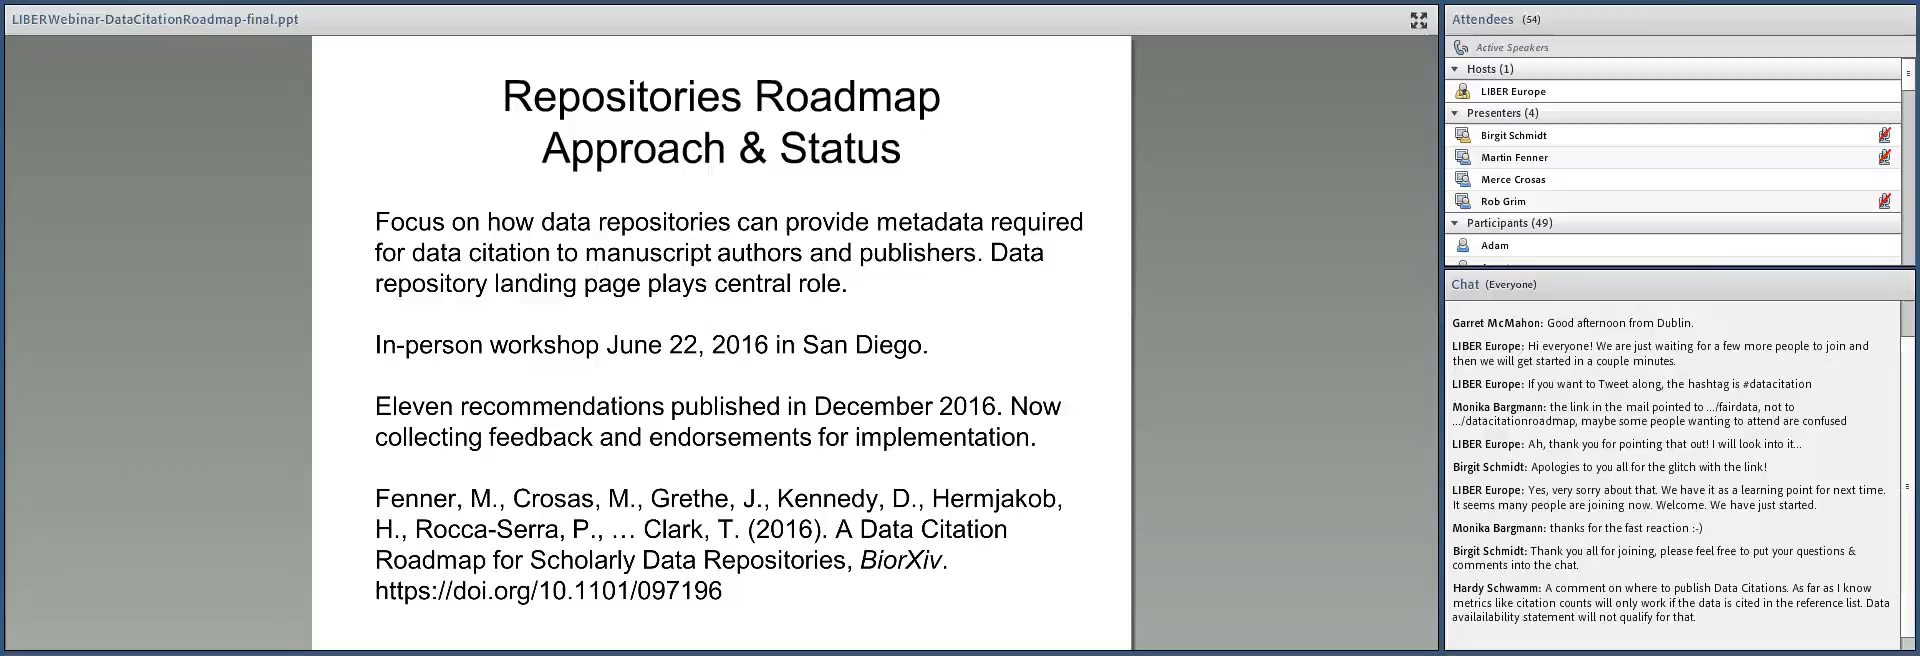 LIBERWebinar-DataCitationRoadmap-final.ppt
Repositories Roadmap
Approach & Status
Focus on how data repositories can provide metadata required
for data citation to manuscript authors and publishers. Data
repository landing page plays central role.
In-person workshop June 22, 2016 in San Diego.
Eleven recommendations published in December 2016. Now
collecting feedback and endorsements for implementation.
Fenner, M., Crosas, M., Grethe, J., Kennedy, D., Hermjakob,
H., Rocca-Serra, P., … Clark, T. (2016). A Data Citation
Roadmap for Scholarly Data Repositories, BiorXiv.
https://doi.org/10.1101/097196
Attendees (54)
Active Speakers
Hosts (1)
LIBER Europe
Presenters (4)
Birgit Schmidt
Martin Fenner
Merce Crosas
Rob Grim
Participants (49)
Adam
Chat (Everyone)
Garret McMahon: Good afternoon from Dublin.
LIBER Europe: Hi everyone! We are just waiting for a few more people to join and
then we will get started in a couple minutes.
LIBER Europe: If you want to Tweet along, the hashtag is #datacitation
Monika Bargmann: the link in the mail pointed to .../fairdata, not to
.../datacitationroadmap, maybe some people wanting to attend are confused
LIBER Europe: Ah, thank you for pointing that out! I will look into it...
Birgit Schmidt: Apologies to you all for the glitch with the link!
LIBER Europe: Yes, very sorry about that. We have it as a learning point for next time.
It seems many people are joining now. Welcome. We have just started.
Monika Bargmann: thanks for the fast reaction :-)
Birgit Schmidt: Thank you all for joining, please feel free to put your questions &
comments into the chat.
Hardy Schwamm: A comment on where to publish Data Citations. As far as I know
metrics like citation counts will only work if the data is cited in the reference list. Data
availailability statement will not qualify for that.